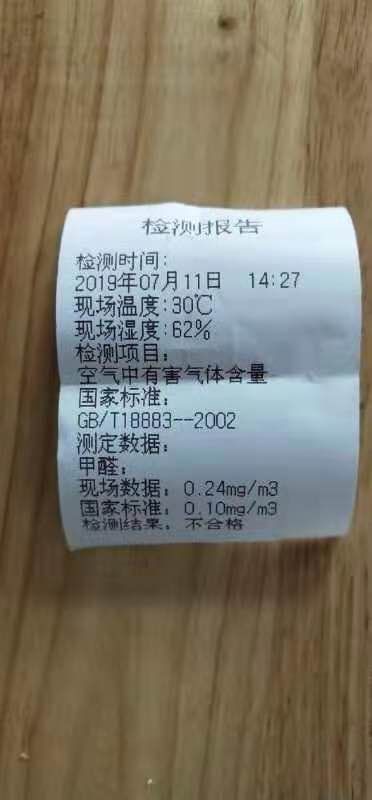 检测报告
检测时间:
2019年07月11日 14:27
现场温度:30℃
现场湿度:62%
检测项目:
空气中有害气体含量
国家标准:
GB/T18883--2002
测定数据:
甲醛:
现场数据: 0.24mg/m3
国家标准: 0.10mg/m3
检测结果: 不合格